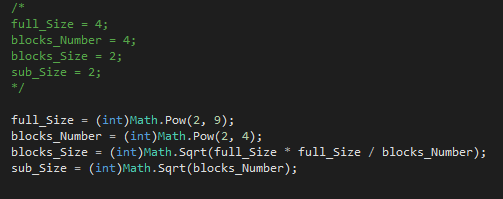 /*
full_Size = 4;
blocks_Number = 4;
blocks_Size = 2;
sub_Size = 2;
*/
full_Size = (int)Math.Pow(2, 9);
blocks_Number = (int)Math.Pow(2, 4);
blocks_Size = (int)Math.Sqrt(full_Size * full_Size / blocks_Number);
sub_Size = (int)Math.Sqrt(blocks_Number);